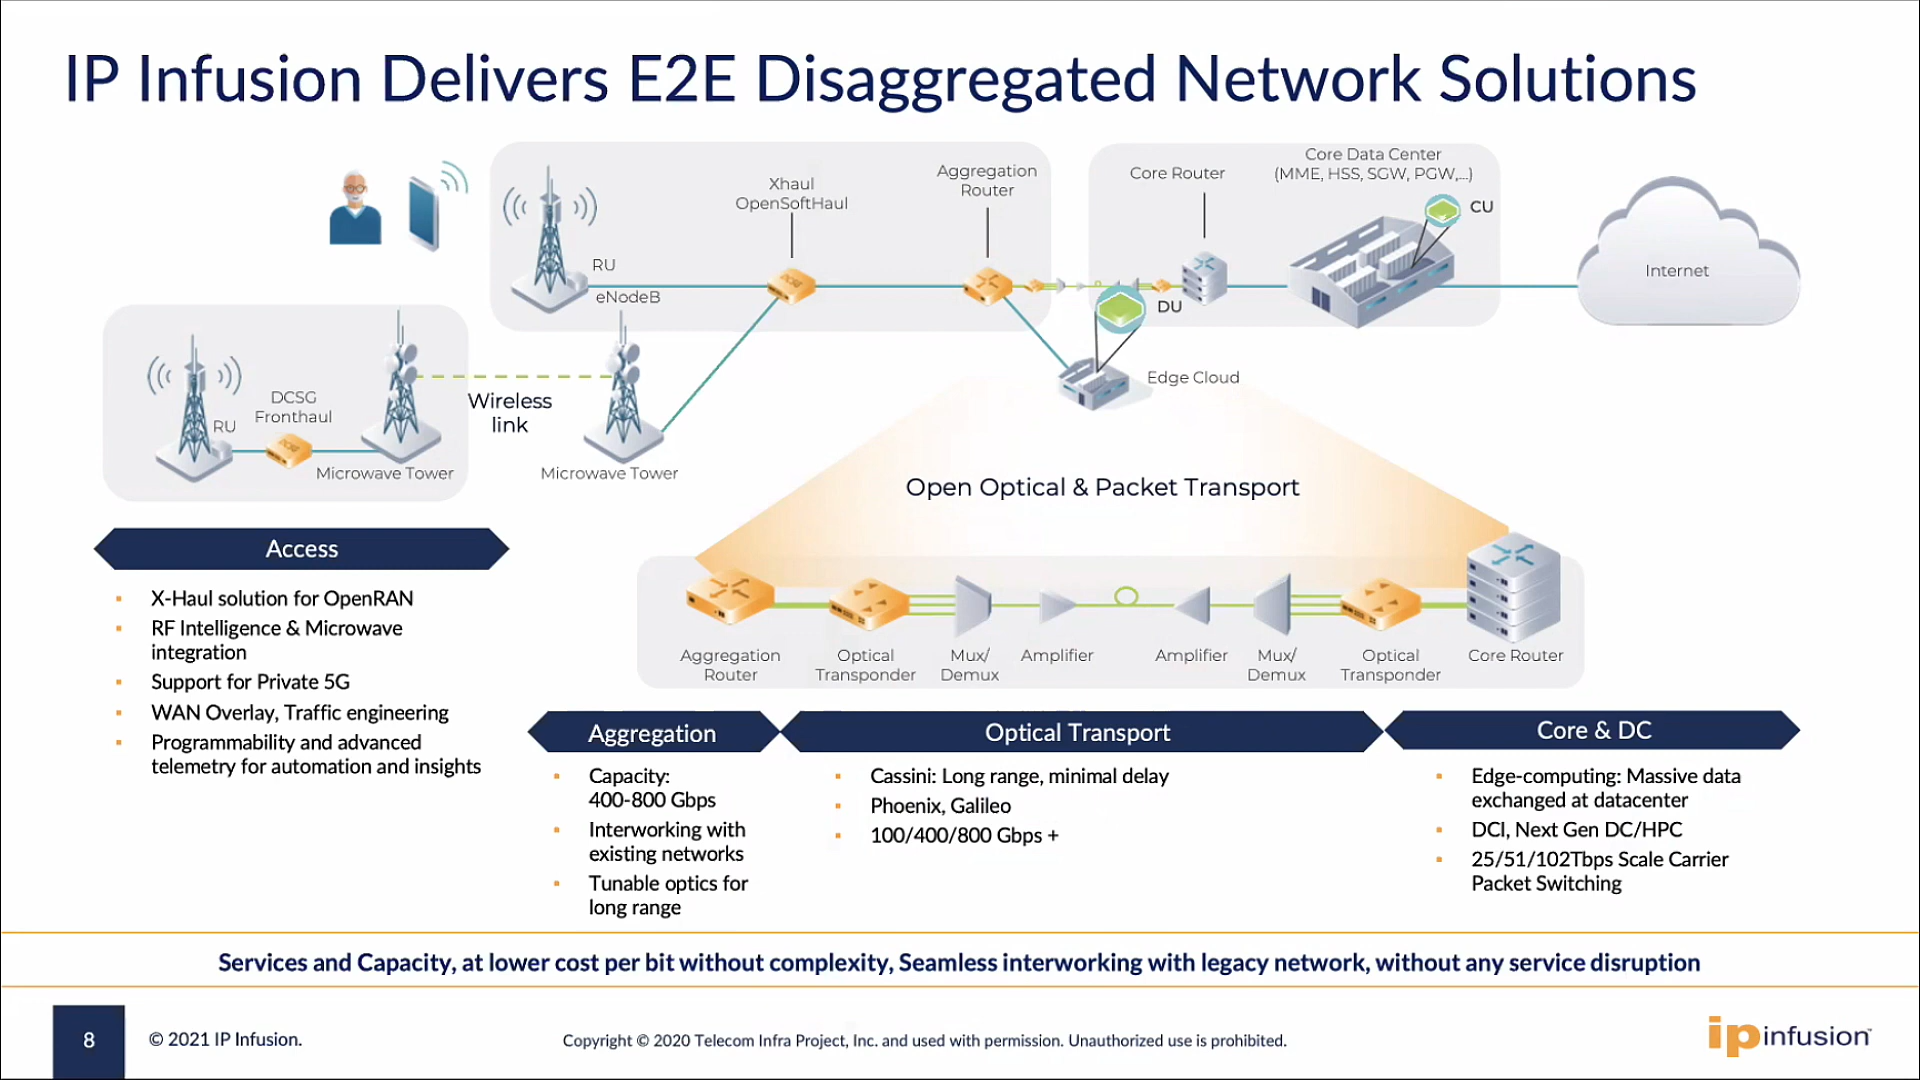 IP Infusion Delivers E2E Disaggregated Network Solutions
Xhaul
OpenSoftHaul
Aggregation
Router
Core Router
Core Data Center
(MME, HSS, SGW, PGW,...)
CU
RU
eNodeB
DU
Internet
Edge Cloud
DCSG
Fronthaul
RU
Microwave Tower
Wireless
link
Microwave Tower
Open Optical & Packet Transport
Aggregation
Router
Optical
Transponder
Mux/
Demux
Amplifier
Amplifier
Mux/
Demux
Optical
Transponder
Core Router
Access
▪ X-Haul solution for OpenRAN
▪ RF Intelligence & Microwave
integration
▪ Support for Private 5G
▪ WAN Overlay, Traffic engineering
▪ Programmability and advanced
telemetry for automation and insights
Aggregation
▪ Capacity:
400-800 Gbps
▪ Interworking with
existing networks
▪ Tunable optics for
long range
Optical Transport
▪ Cassini: Long range, minimal delay
▪ Phoenix, Galileo
▪ 100/400/800 Gbps +
Core & DC
▪ Edge-computing: Massive data
exchanged at datacenter
▪ DCI, Next Gen DC/HPC
▪ 25/51/102Tbps Scale Carrier
Packet Switching
Services and Capacity, at lower cost per bit without complexity, Seamless interworking with legacy network, without any service disruption
8
© 2021 IP Infusion.
Copyright © 2020 Telecom Infra Project, Inc. and used with permission. Unauthorized use is prohibited.
ip infusion™